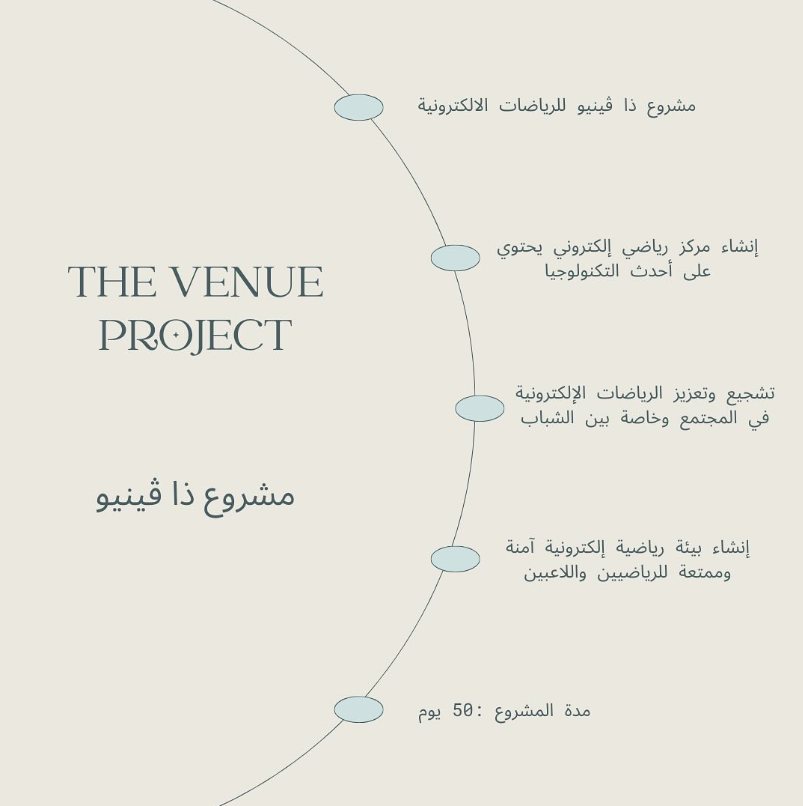 THE VENUE
PROJECT
مشروع ذا ڤينيو
مشروع ذا ڤينيو للرياضات الالكترونية
إنشاء مركز رياضي إلكتروني يحتوي
على أحدث التكنولوجيا
تشجيع وتعزيز الرياضات الإلكترونية
في المجتمع وخاصة بين الشباب
إنشاء بيئة رياضية إلكترونية آمنة
وممتعة للرياضيين واللاعبين
مدة المشروع :50 يوم